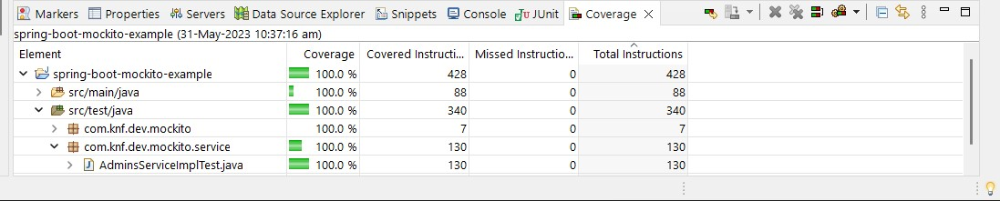 Markers Properties Servers Data Source Explorer Snippets Console JUnit Coverage
spring-boot-mockito-example (31-May-2023 10:37:16 am)
Element Coverage Covered Instructi... Missed Instructio... Total Instructions
spring-boot-mockito-example 100.0 % 428 0 428
src/main/java 100.0 % 88 0 88
src/test/java 100.0 % 340 0 340
com.knf.dev.mockito 100.0 % 7 0 7
com.knf.dev.mockito.service 100.0 % 130 0 130
AdminsServiceImplTest.java 100.0 % 130 0 130